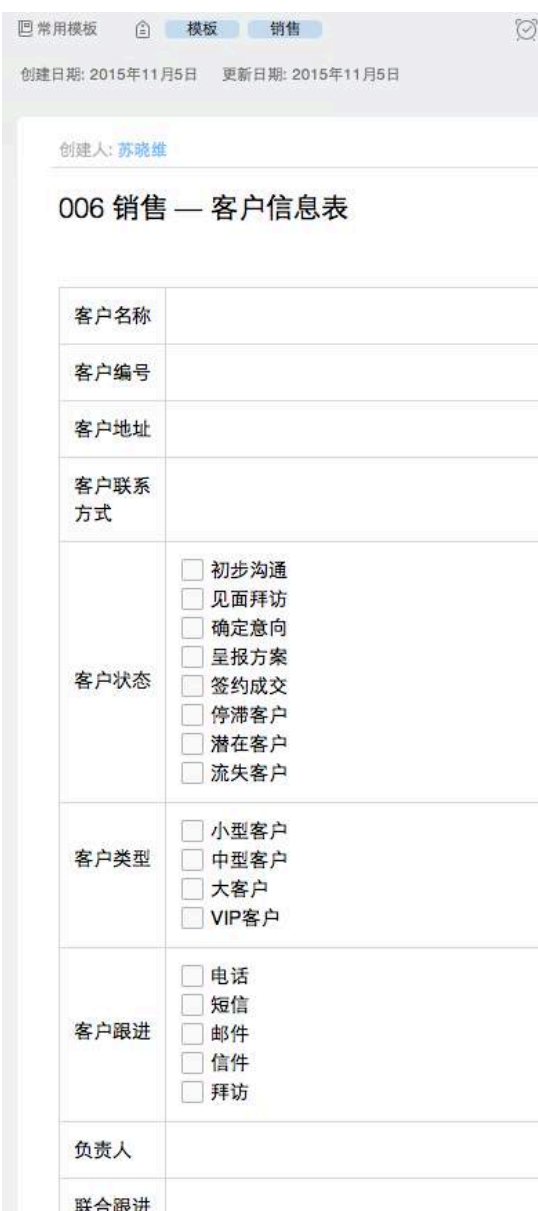 常用模板 模板 销售
创建日期: 2015年11月5日 更新日期: 2015年11月5日
创建人: 苏晓维
006 销售 — 客户信息表
客户名称
客户编号
客户地址
客户联系
方式
客户状态
初步沟通
见面拜访
确定意向
呈报方案
签约成交
停滞客户
潜在客户
流失客户
客户类型
小型客户
中型客户
大客户
VIP客户
客户跟进
电话
短信
邮件
信件
拜访
负责人
联合跟进